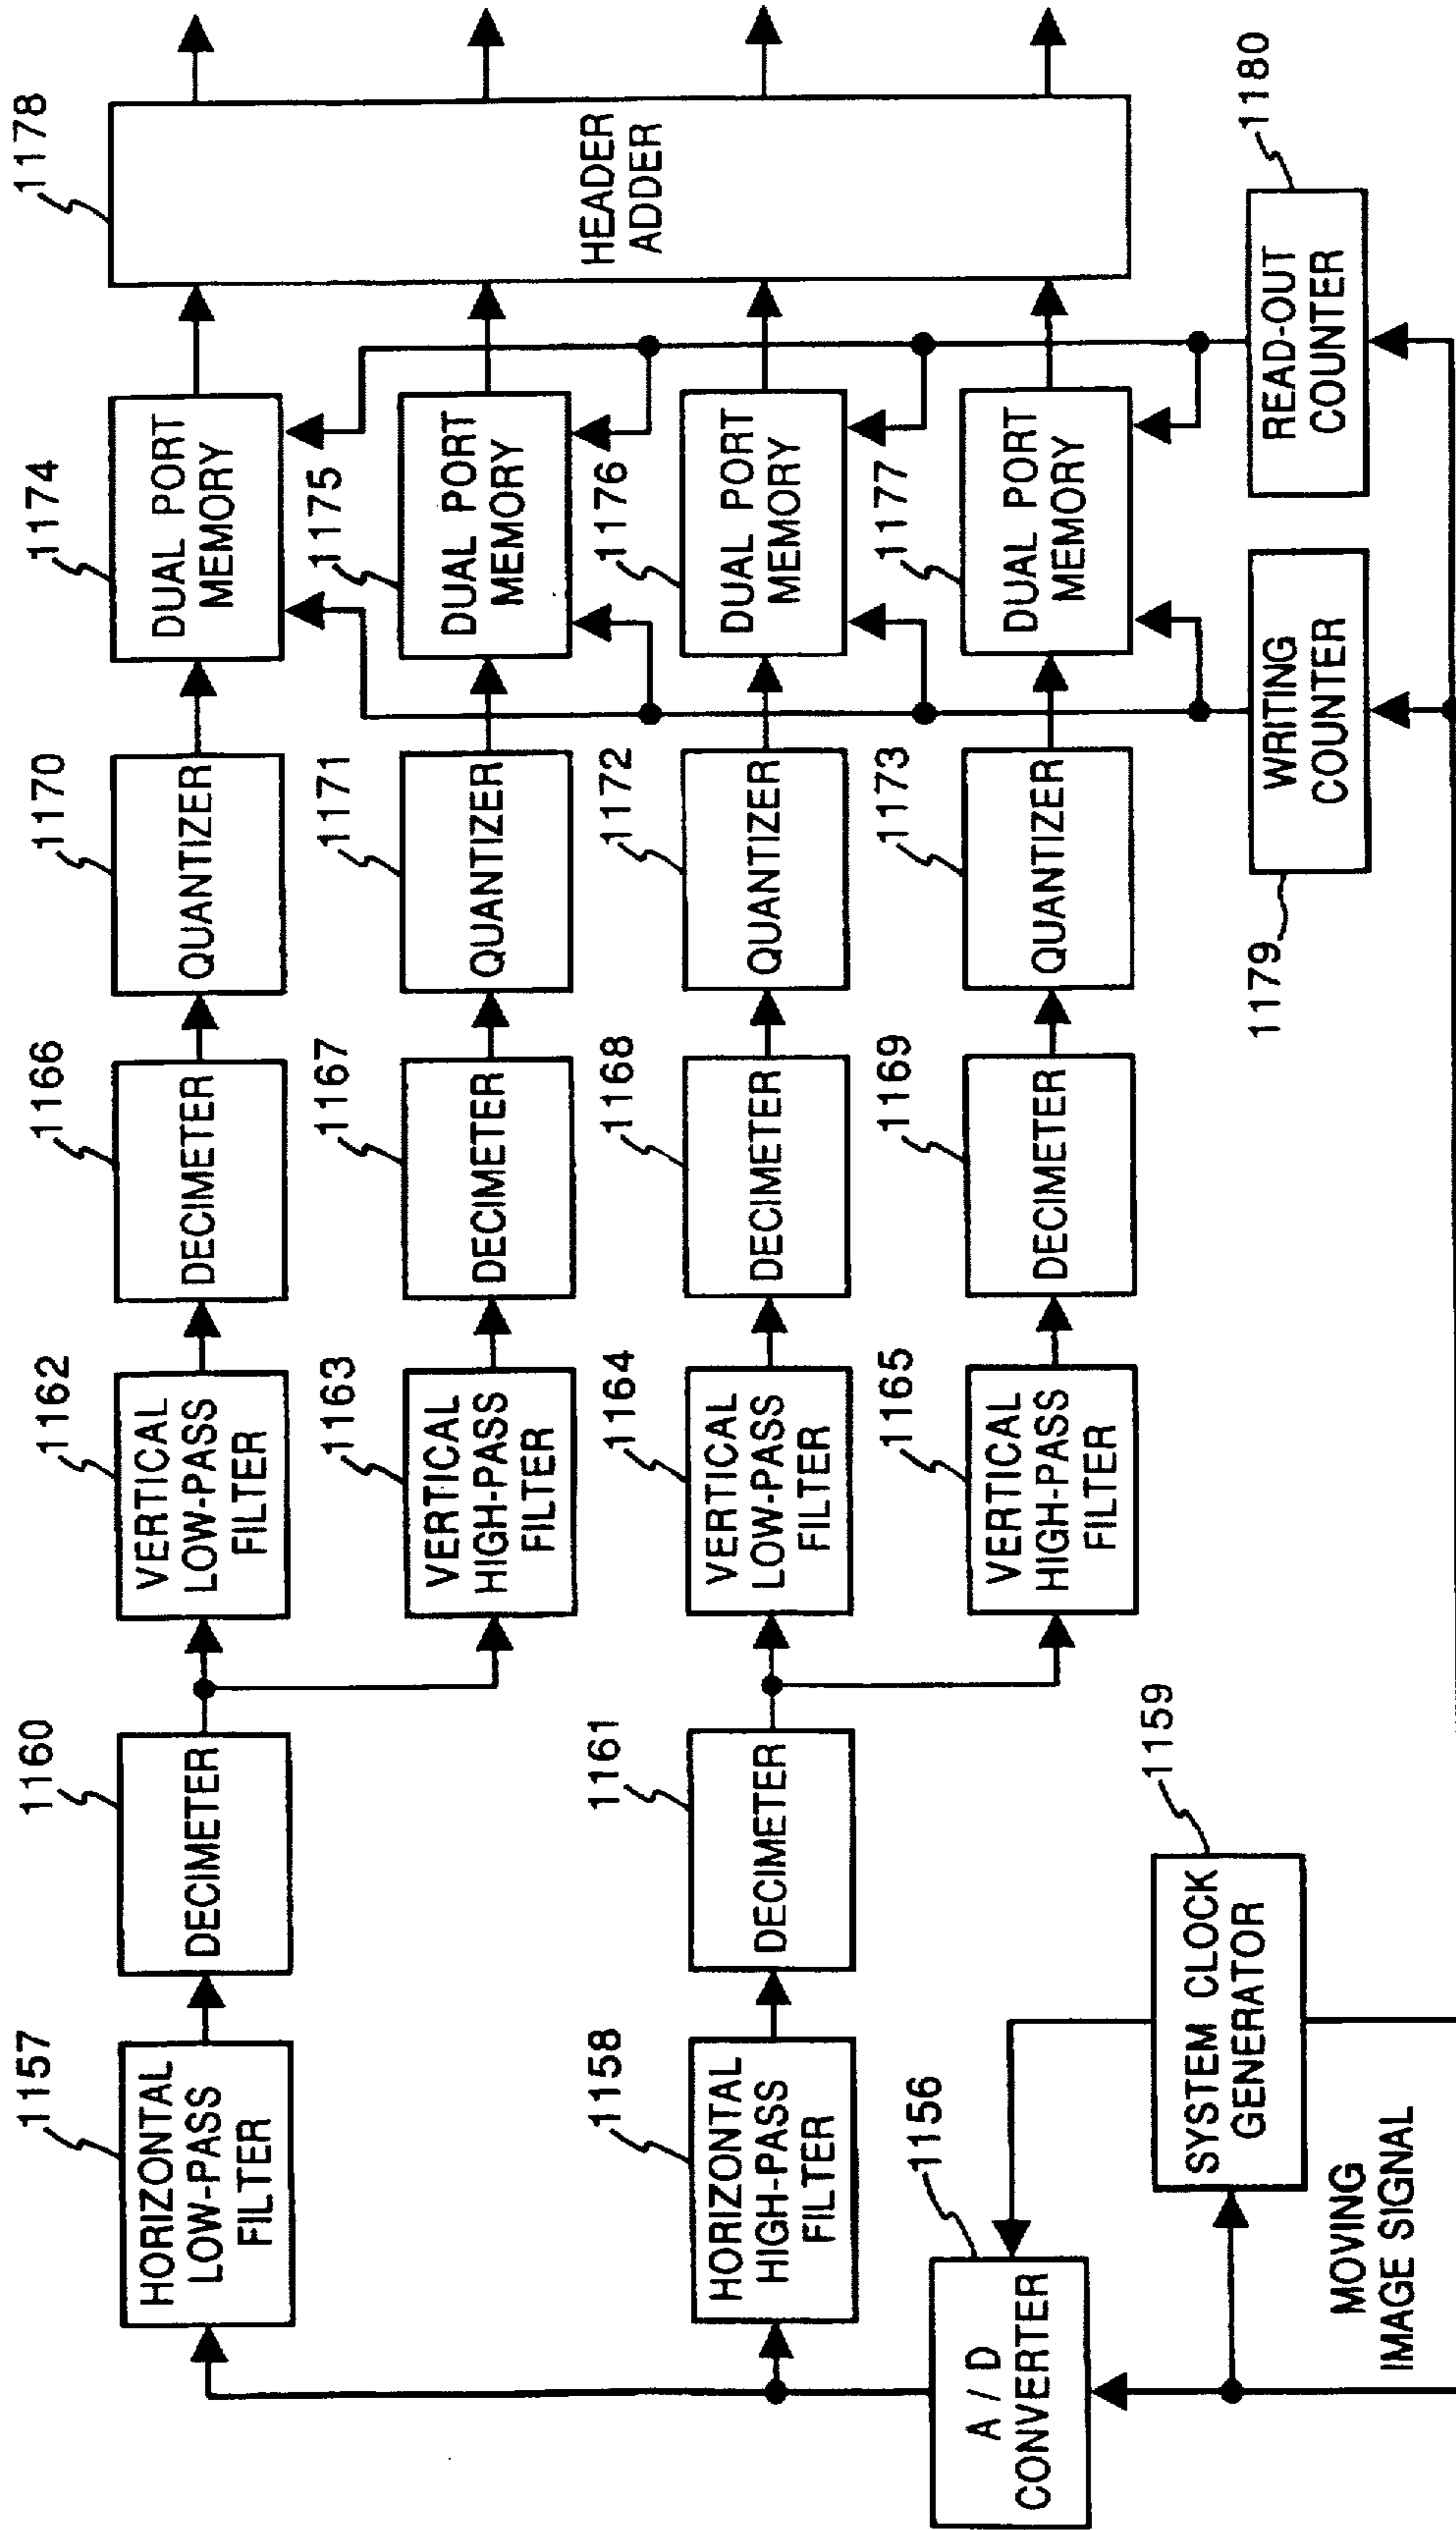 1157
HORIZONTAL
LOW-PASS
FILTER
1160
DECIMETER
1162
VERTICAL
LOW-PASS
FILTER
1166
DECIMETER
1170
QUANTIZER
1174
DUAL PORT
MEMORY
1178
HEADER
ADDER
1163
VERTICAL
HIGH-PASS
FILTER
1167
DECIMETER
1171
QUANTIZER
1175
DUAL PORT
MEMORY
1158
HORIZONTAL
HIGH-PASS
FILTER
1161
DECIMETER
1164
VERTICAL
LOW-PASS
FILTER
1168
DECIMETER
1172
QUANTIZER
1176
DUAL PORT
MEMORY
1165
VERTICAL
HIGH-PASS
FILTER
1169
DECIMETER
1173
QUANTIZER
1177
DUAL PORT
MEMORY
1156
A / D
CONVERTER
1159
SYSTEM CLOCK
GENERATOR
1179
WRITING
COUNTER
1180
READ-OUT
COUNTER
MOVING
IMAGE SIGNAL